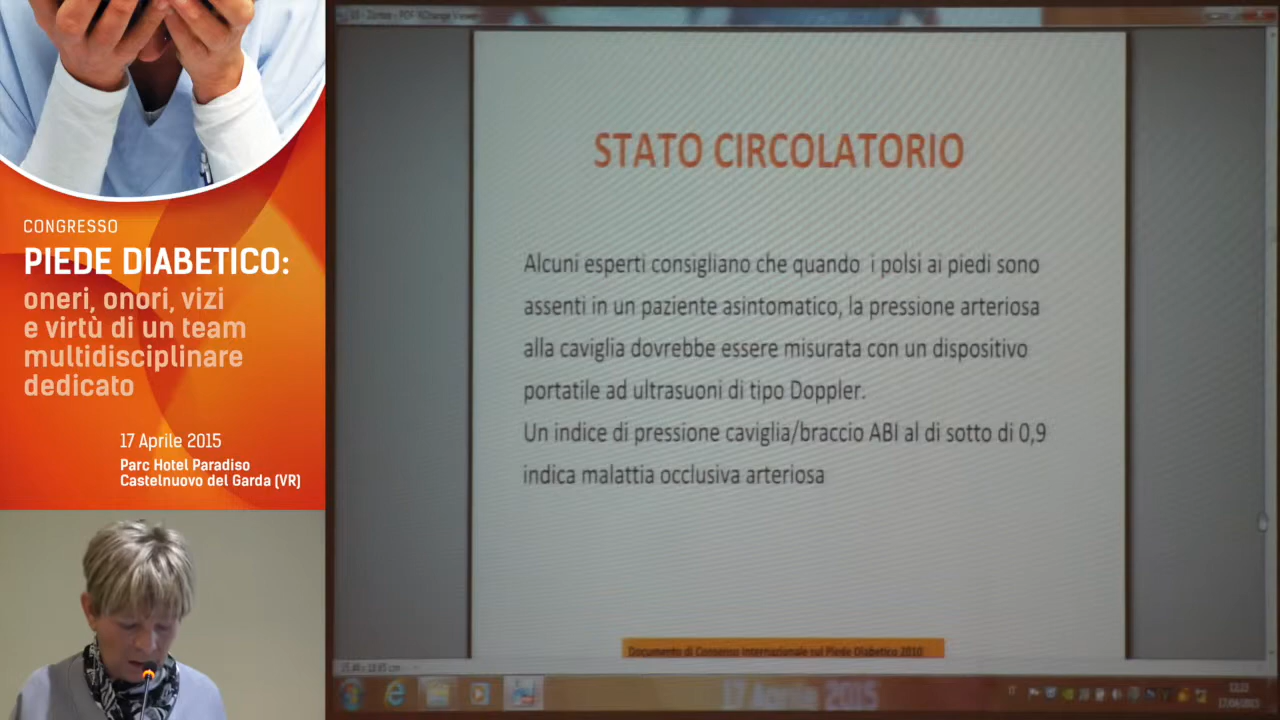 CONGRESSO
PIEDE DIABETICO:
oneri, onori, vizi
e virtù di un team
multidisciplinare
dedicato
17 Aprile 2015
Parc Hotel Paradiso
Castelnuovo del Garda (VR)
PDF XChange Viewer
STATO CIRCOLATORIO
Alcuni esperti consigliano che quando i polsi ai piedi sono
assenti in un paziente asintomatico, la pressione arteriosa
alla caviglia dovrebbe essere misurata con un dispositivo
portatile ad ultrasuoni di tipo Doppler.
Un indice di pressione caviglia/braccio ABI al di sotto di 0,9
indica malattia occlusiva arteriosa
Documento di Consenso Internazionale sul Piede Diabetico 2010
IT
17 Aprile 2015